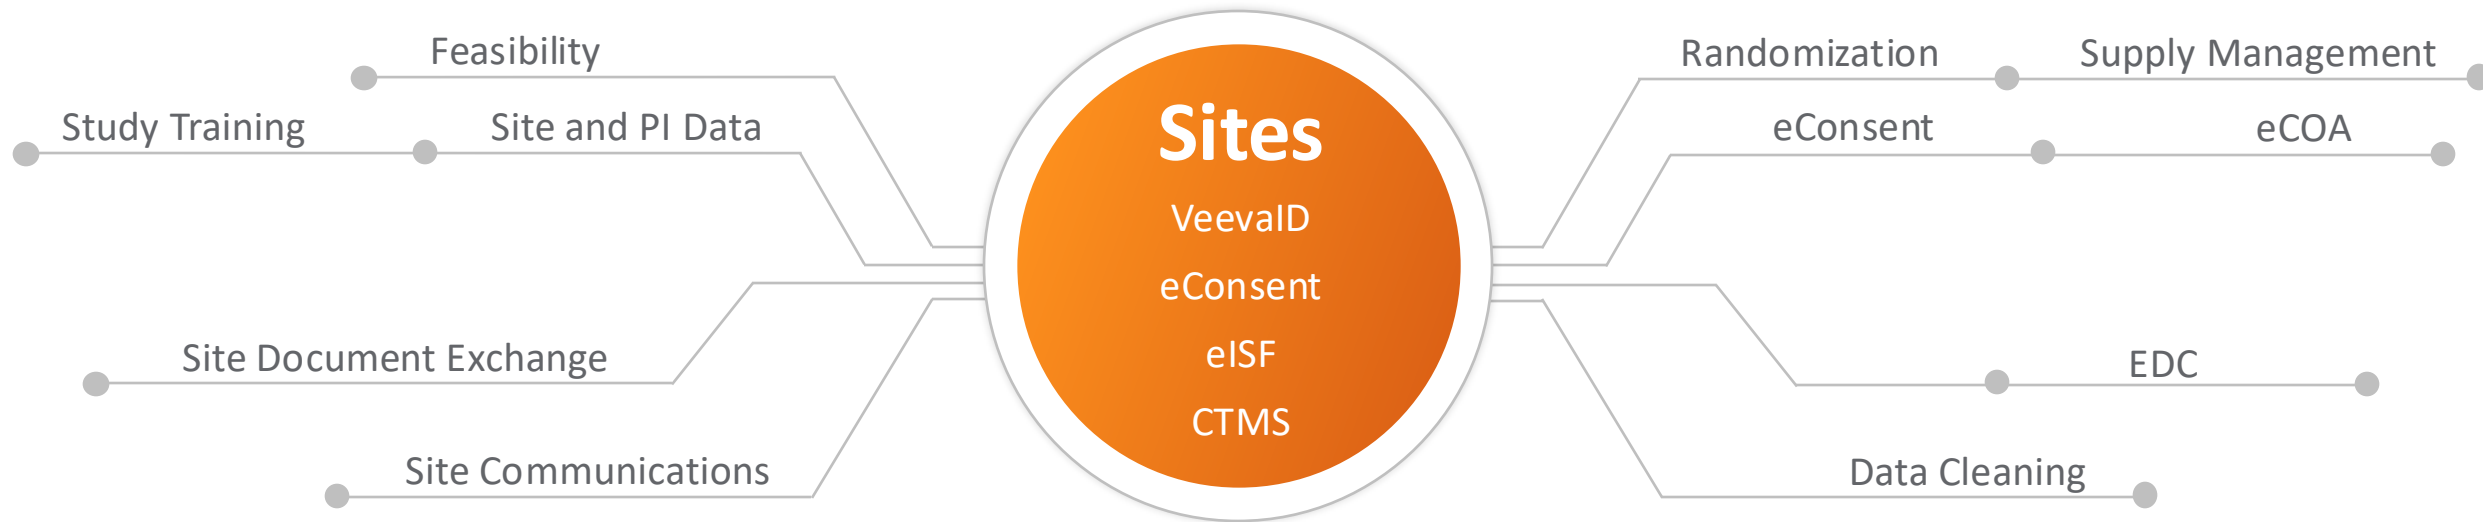 Feasibility
Study Training
Site and PI Data
Site Document Exchange
Site Communications
Sites
VeevaID
eConsent
eISF
CTMS
Randomization
Supply Management
eConsent
eCOA
EDC
Data Cleaning